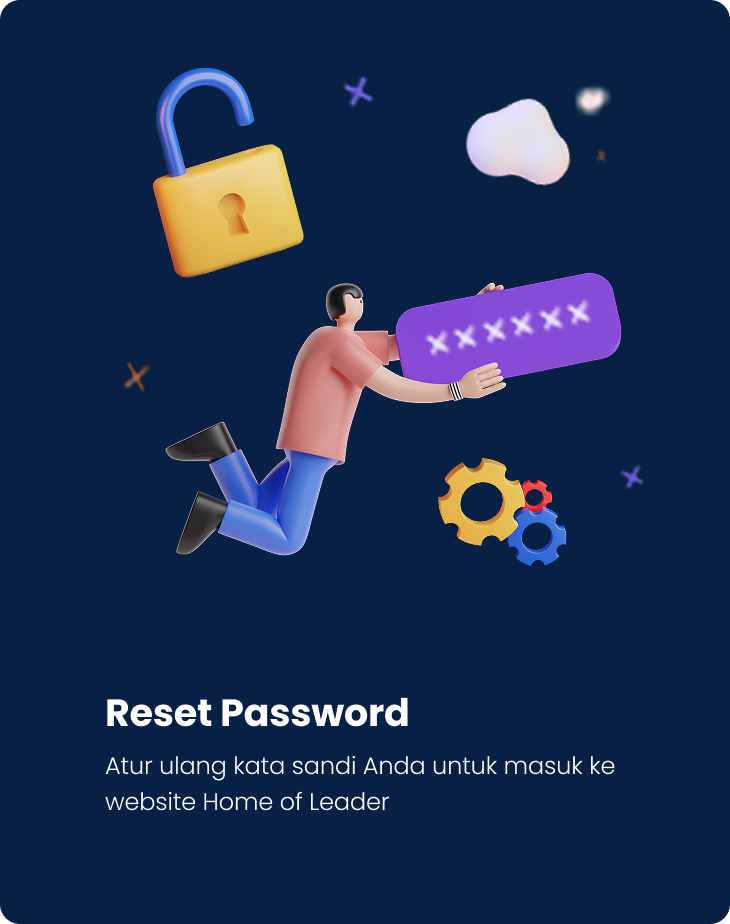 ××××××
Reset Password
Atur ulang kata sandi Anda untuk masuk ke
website Home of Leader